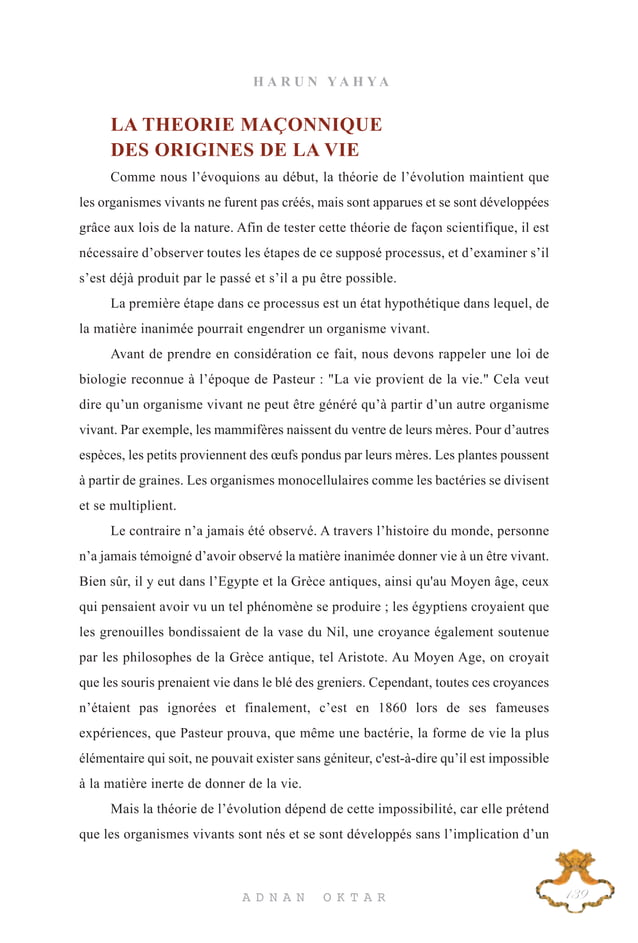 HARUN YAHYA
LA THEORIE MAÇONNIQUE
DES ORIGINES DE LA VIE
Comme nous l’évoquions au début, la théorie de l’évolution maintient que
les organismes vivants ne furent pas créés, mais sont apparues et se sont développées
grâce aux lois de la nature. Afin de tester cette théorie de façon scientifique, il est
nécessaire d’observer toutes les étapes de ce supposé processus, et d’examiner s’il
s’est déjà produit par le passé et s’il a pu être possible.
La première étape dans ce processus est un état hypothétique dans lequel, de
la matière inanimée pourrait engendrer un organisme vivant.
Avant de prendre en considération ce fait, nous devons rappeler une loi de
biologie reconnue à l’époque de Pasteur : "La vie provient de la vie." Cela veut
dire qu’un organisme vivant ne peut être généré qu’à partir d’un autre organisme
vivant. Par exemple, les mammifères naissent du ventre de leurs mères. Pour d’autres
espèces, les petits proviennent des œufs pondus par leurs mères. Les plantes poussent
à partir de graines. Les organismes monocellulaires comme les bactéries se divisent
et se multiplient.
Le contraire n’a jamais été observé. A travers l’histoire du monde, personne
n’a jamais témoigné d’avoir observé la matière inanimée donner vie à un être vivant.
Bien sûr, il y eut dans l’Egypte et la Grèce antiques, ainsi qu'au Moyen âge, ceux
qui pensaient avoir vu un tel phénomène se produire ; les égyptiens croyaient que
les grenouilles bondissaient de la vase du Nil, une croyance également soutenue
par les philosophes de la Grèce antique, tel Aristote. Au Moyen Age, on croyait
que les souris prenaient vie dans le blé des greniers. Cependant, toutes ces croyances
n’étaient pas ignorées et finalement, c’est en 1860 lors de ses fameuses
expériences, que Pasteur prouva, que même une bactérie, la forme de vie la plus
élémentaire qui soit, ne pouvait exister sans géniteur, c'est-à-dire qu’il est impossible
à la matière inerte de donner de la vie.
Mais la théorie de l’évolution dépend de cette impossibilité, car elle prétend
que les organismes vivants sont nés et se sont développés sans l’implication d’un
ADNAN OKTAR
139